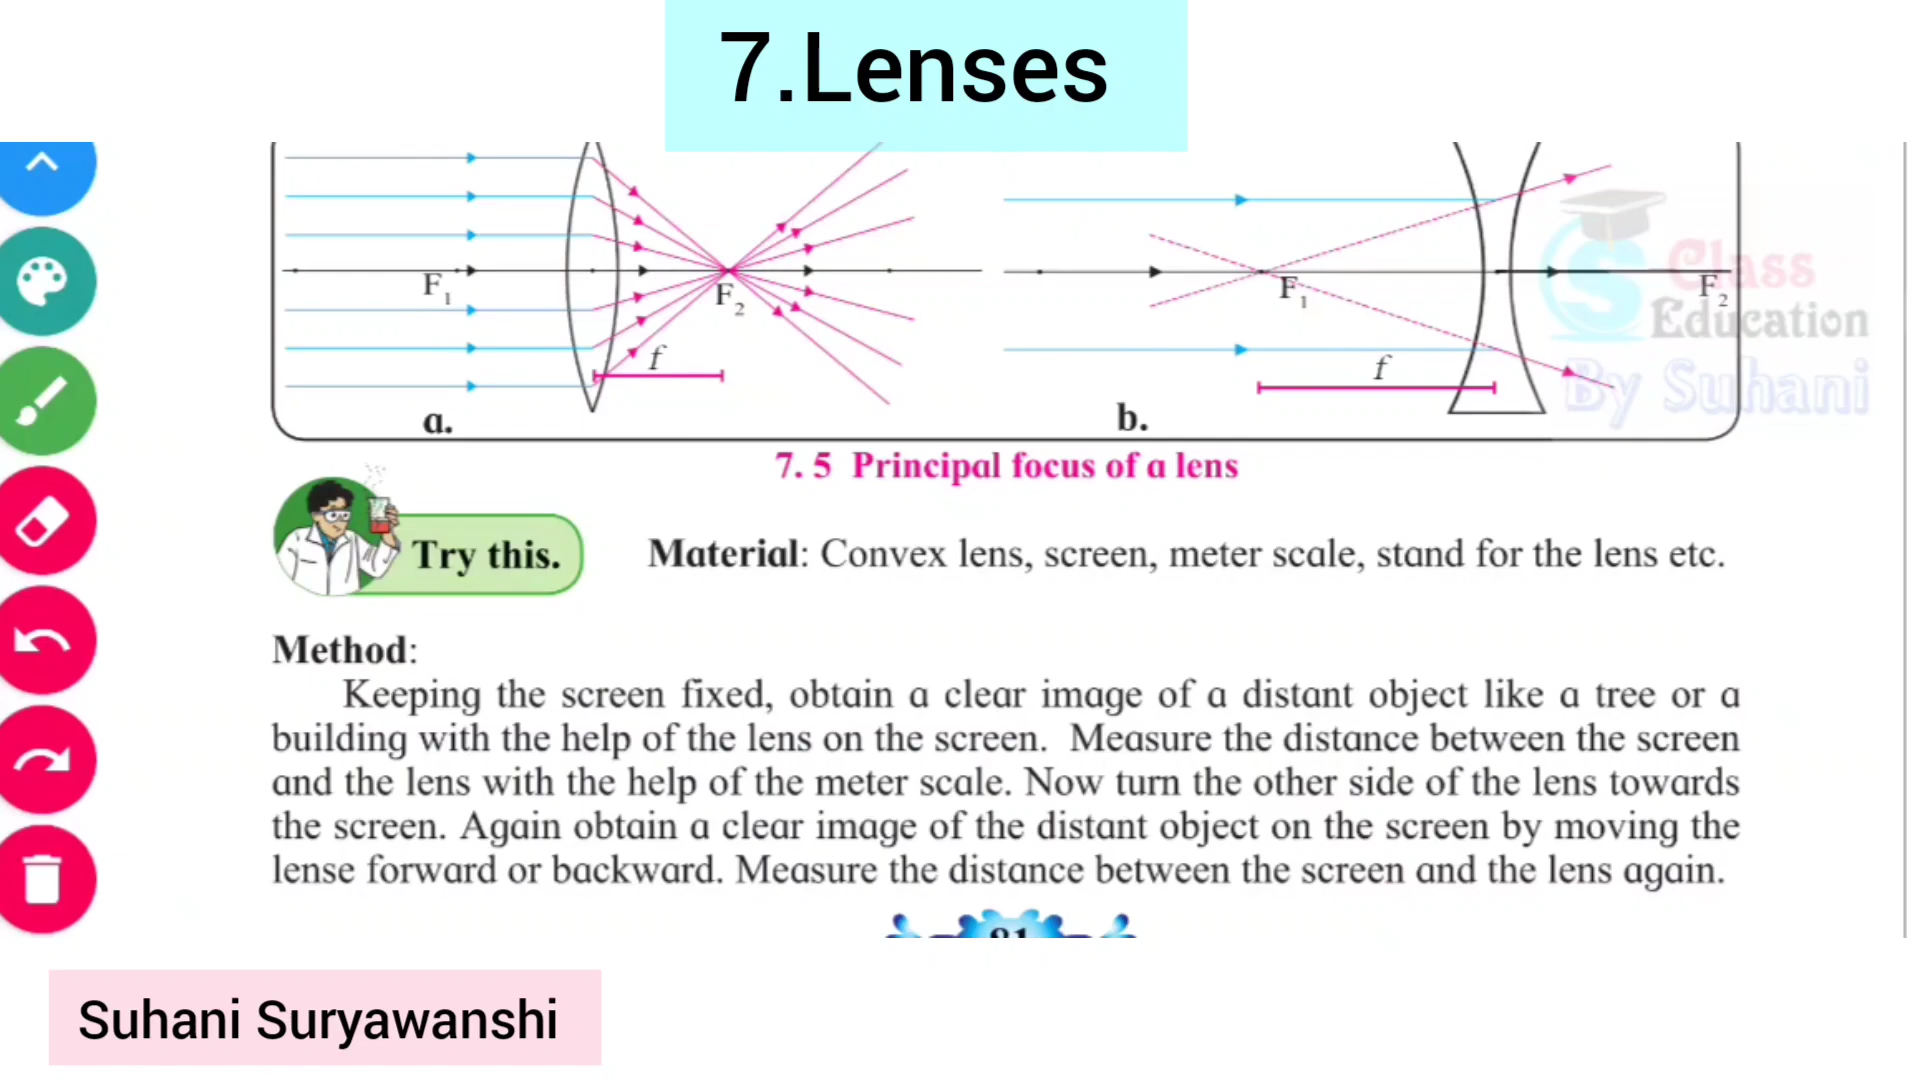 7.Lenses
F1
F2
f
a.
F1
F2
f
b.
Class
Education
By Suhani
7. 5 Principal focus of a lens
Try this.
Material: Convex lens, screen, meter scale, stand for the lens etc.
Method:
Keeping the screen fixed, obtain a clear image of a distant object like a tree or a
building with the help of the lens on the screen. Measure the distance between the screen
and the lens with the help of the meter scale. Now turn the other side of the lens towards
the screen. Again obtain a clear image of the distant object on the screen by moving the
lense forward or backward. Measure the distance between the screen and the lens again.
Suhani Suryawanshi